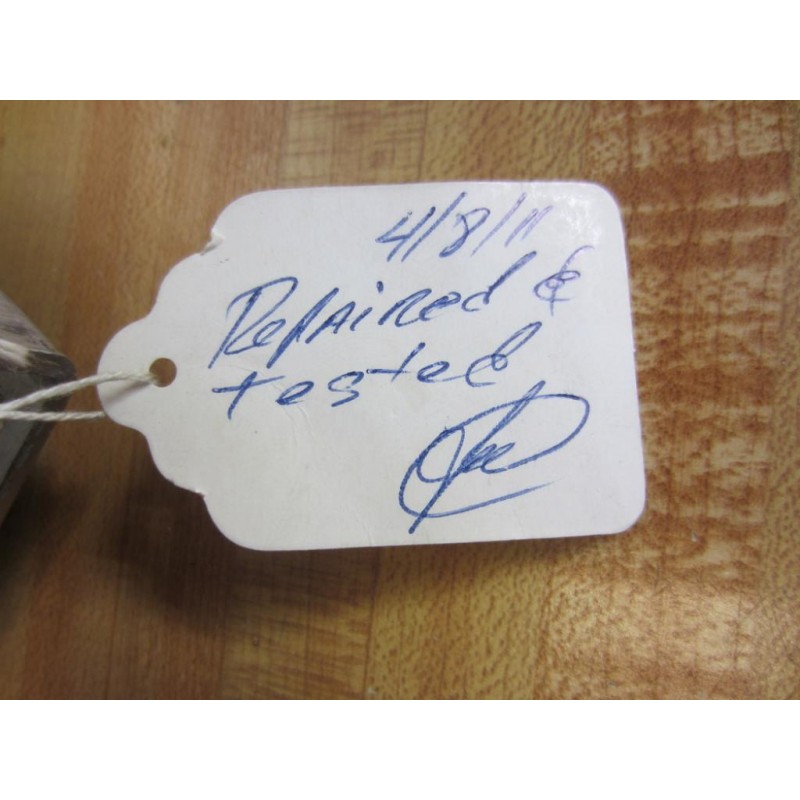 4/8/11
Repaired &
tested